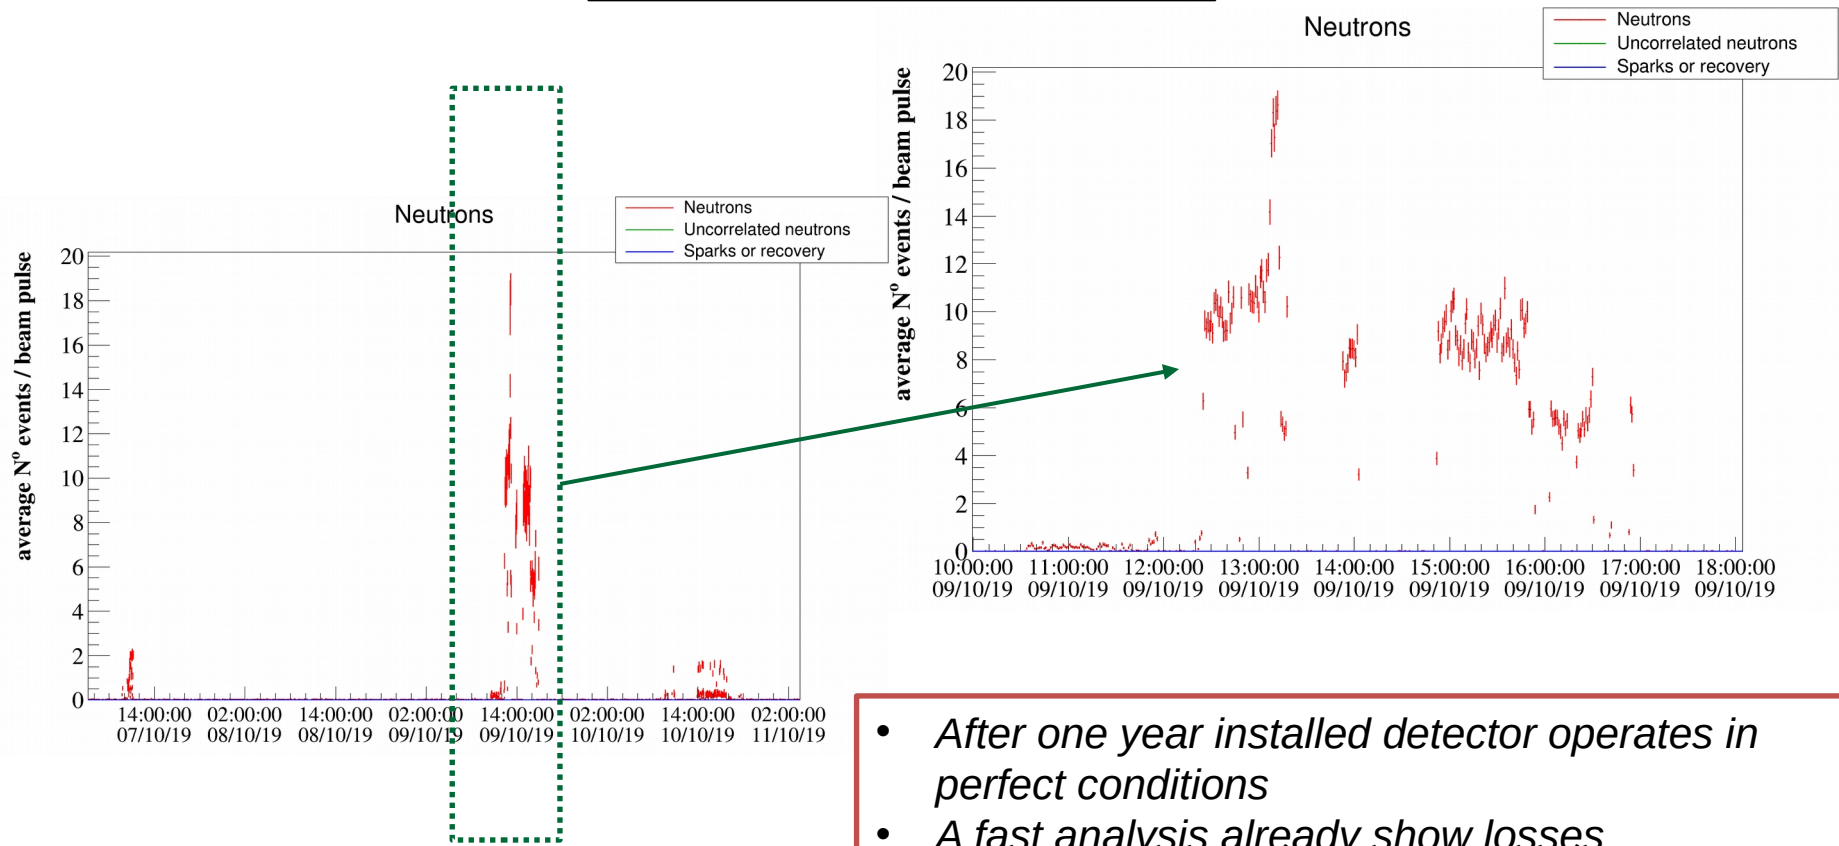 Neutrons
Neutrons
Uncorrelated neutrons
Sparks or recovery
average Nº events / beam pulse
20
18
16
14
12
10
8
6
4
2
0
14:00:00 02:00:00 14:00:00 02:00:00 14:00:00 02:00:00 14:00:00 02:00:00
07/10/19 08/10/19 08/10/19 09/10/19 09/10/19 10/10/19 10/10/19 11/10/19
Neutrons
Neutrons
Uncorrelated neutrons
Sparks or recovery
average Nº events / beam pulse
20
18
16
14
12
10
8
6
4
2
0
10:00:00 11:00:00 12:00:00 13:00:00 14:00:00 15:00:00 16:00:00 17:00:00 18:00:00
09/10/19 09/10/19 09/10/19 09/10/19 09/10/19 09/10/19 09/10/19 09/10/19 09/10/19
• After one year installed detector operates in
perfect conditions
• A fast analysis already show losses